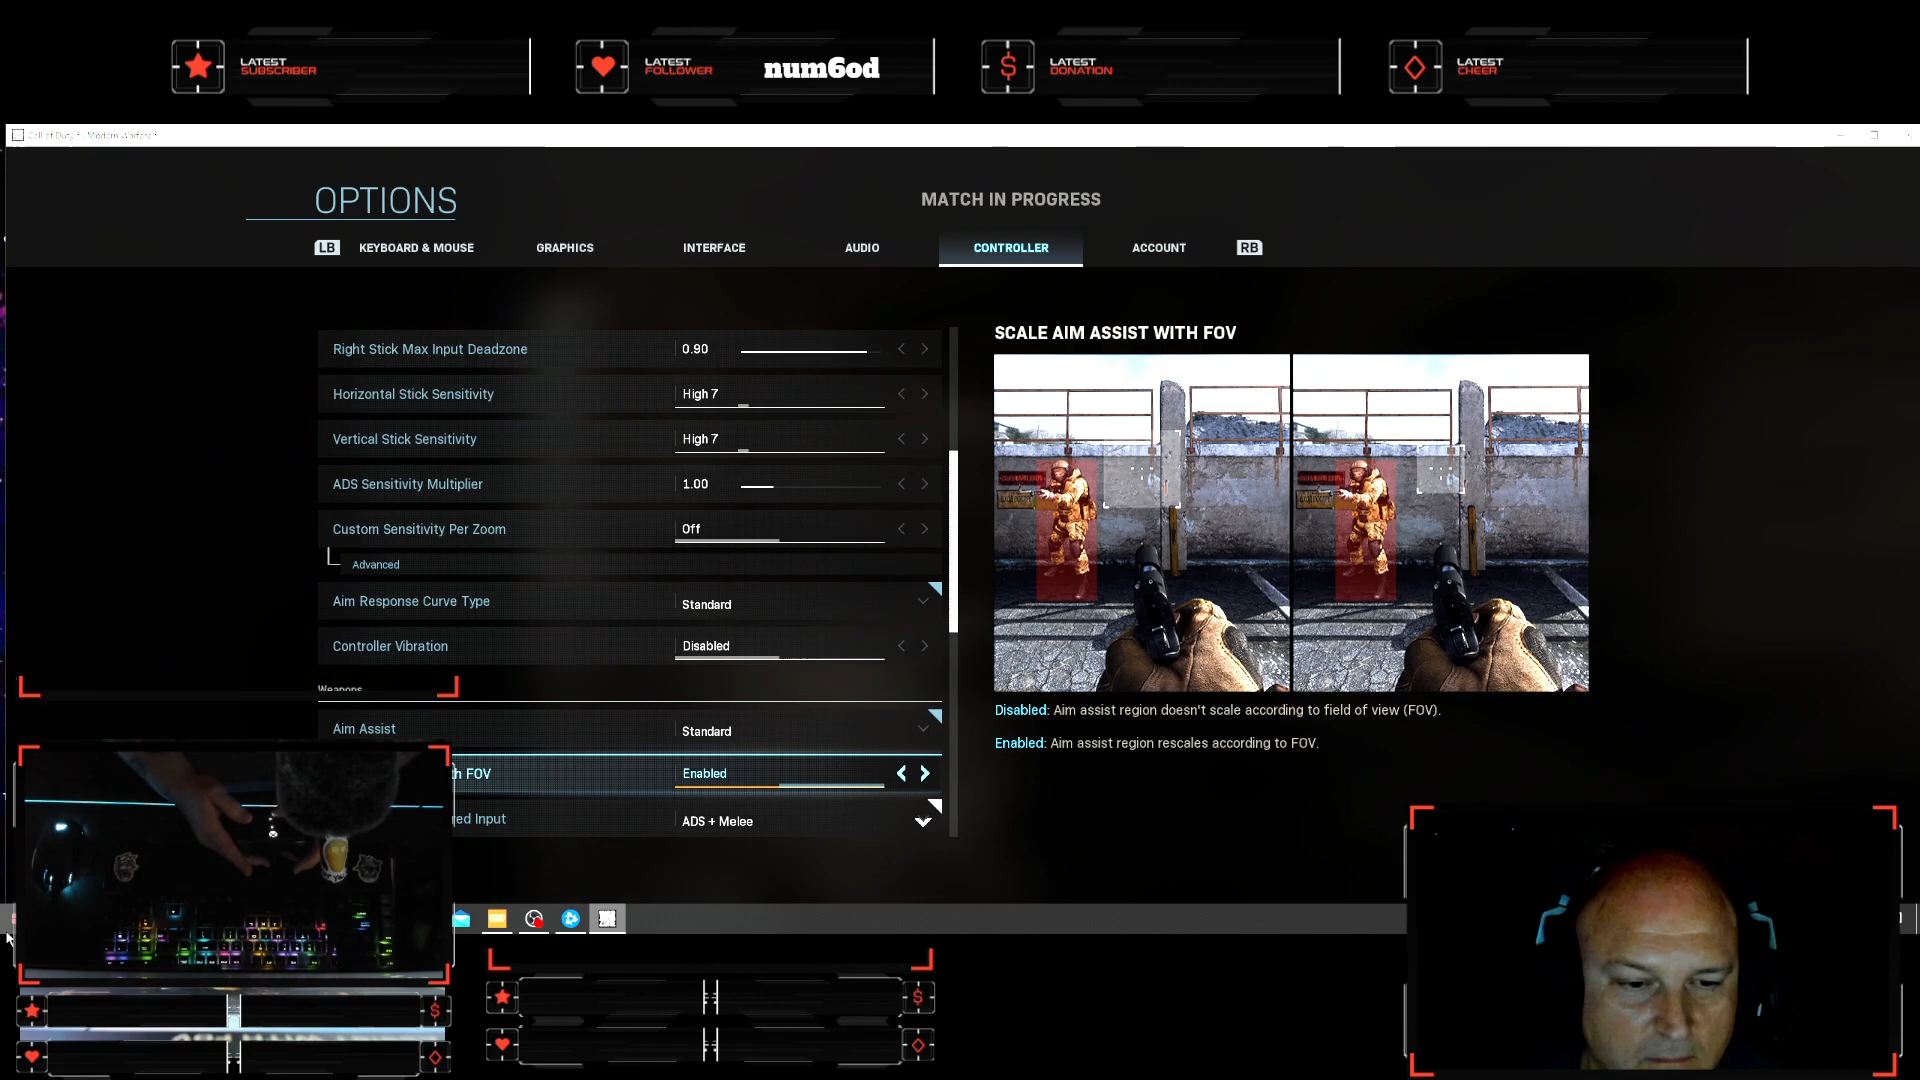 LATEST
SUBSCRIBER
LATEST
FOLLOWER
num6od
LATEST
DONATION
LATEST
CHEER
OPTIONS
MATCH IN PROGRESS
LB KEYBOARD & MOUSE GRAPHICS INTERFACE AUDIO CONTROLLER ACCOUNT RB
Right Stick Max Input Deadzone 0.90
Horizontal Stick Sensitivity High 7
Vertical Stick Sensitivity High 7
ADS Sensitivity Multiplier 1.00
Custom Sensitivity Per Zoom Off
Advanced
Aim Response Curve Type Standard
Controller Vibration Disabled
Weapons
Aim Assist Standard
th FOV Enabled
red Input ADS + Melee
SCALE AIM ASSIST WITH FOV
Disabled: Aim assist region doesn't scale according to field of view (FOV).
Enabled: Aim assist region rescales according to FOV.